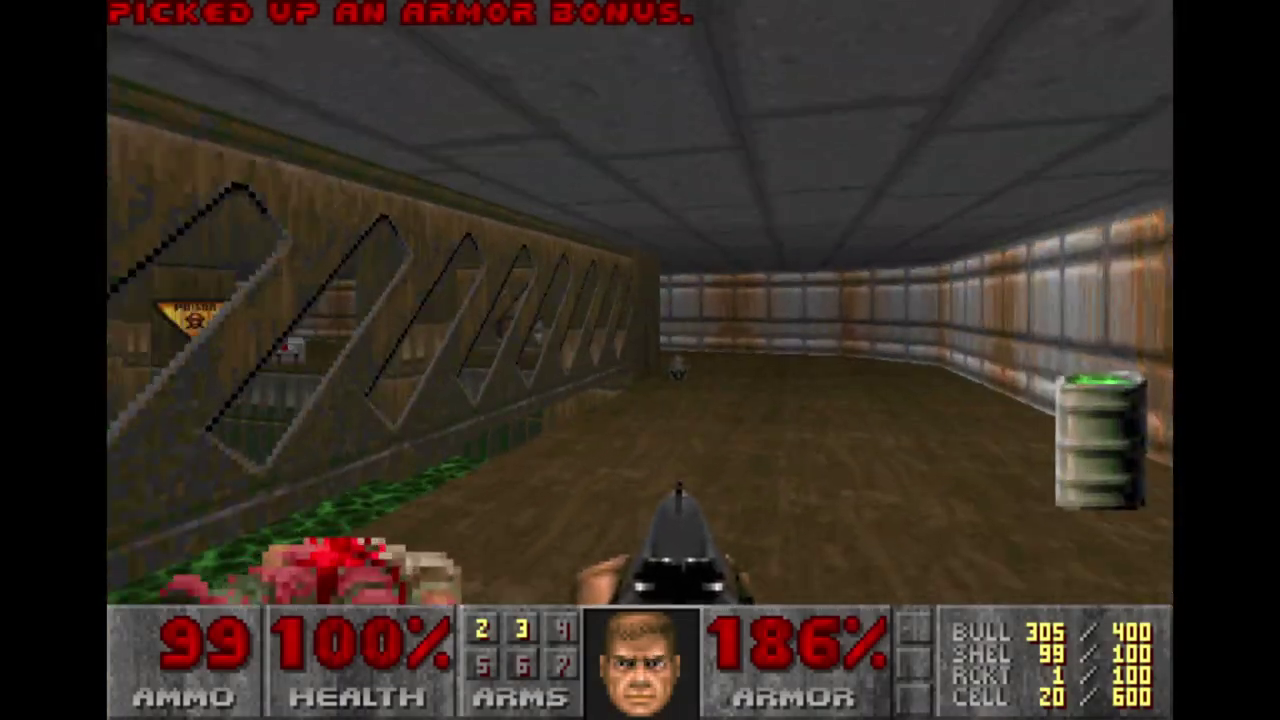 PICKED UP AN ARMOR BONUS.
POISON
99 100% 2 3 4 186% BULL 305 / 400
5 6 7 SHEL 99 / 100
RCKT 1 / 100
AMMO HEALTH ARMS ARMOR CELL 20 / 600